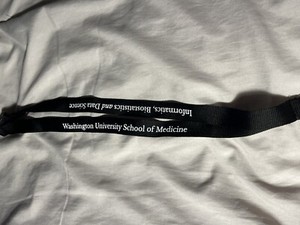 Informatics, Biostatistics and Data Science
Washington University School of Medicine